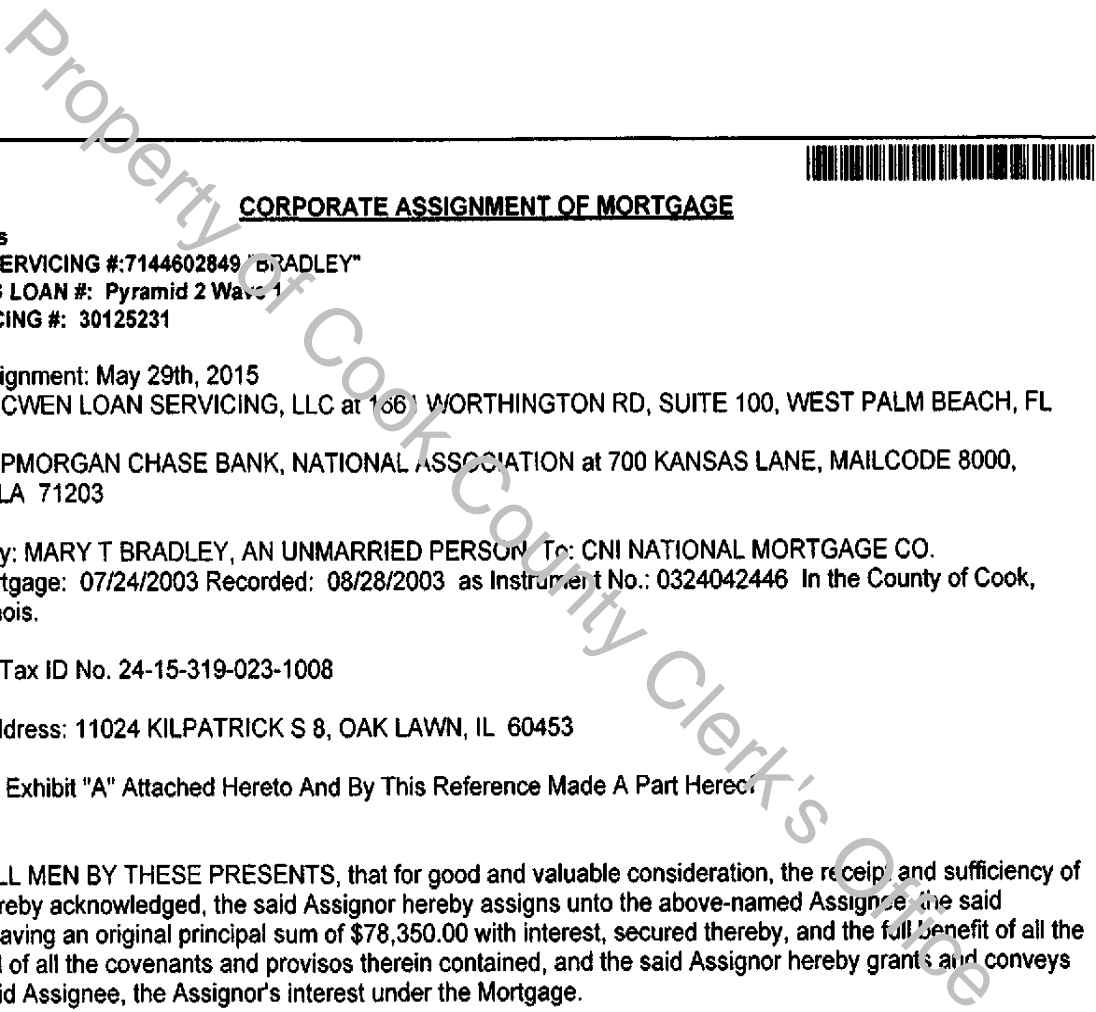 CORPORATE ASSIGNMENT OF MORTGAGE
s
ERVICING #:7144602849 "BRADLEY"
LOAN #: Pyramid 2 Wave 1
CING #: 30125231
ignment: May 29th, 2015
CWEN LOAN SERVICING, LLC at 1661 WORTHINGTON RD, SUITE 100, WEST PALM BEACH, FL
PMORGAN CHASE BANK, NATIONAL ASSOCIATION at 700 KANSAS LANE, MAILCODE 8000,
LA 71203
y: MARY T BRADLEY, AN UNMARRIED PERSON To: CNI NATIONAL MORTGAGE CO.
rtgage: 07/24/2003 Recorded: 08/28/2003 as Instrument No.: 0324042446 In the County of Cook,
ois.
Tax ID No. 24-15-319-023-1008
ddress: 11024 KILPATRICK S 8, OAK LAWN, IL 60453
Exhibit "A" Attached Hereto And By This Reference Made A Part Hereof
LL MEN BY THESE PRESENTS, that for good and valuable consideration, the receipt and sufficiency of
reby acknowledged, the said Assignor hereby assigns unto the above-named Assignee, the said
aving an original principal sum of $78,350.00 with interest, secured thereby, and the full benefit of all the
of all the covenants and provisos therein contained, and the said Assignor hereby grants and conveys
id Assignee, the Assignor's interest under the Mortgage.
Property of Cook County Clerk's Office